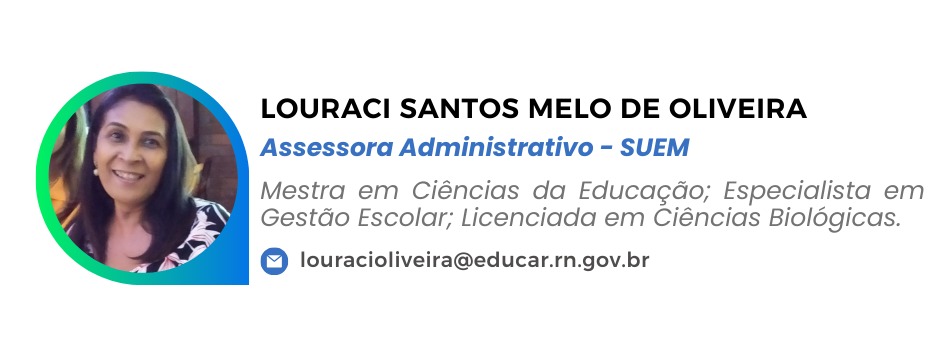 LOURACI SANTOS MELO DE OLIVEIRA
Assessora Administrativo - SUEM
Mestra em Ciências da Educação; Especialista em
Gestão Escolar; Licenciada em Ciências Biológicas.
louracioliveira@educar.rn.gov.br